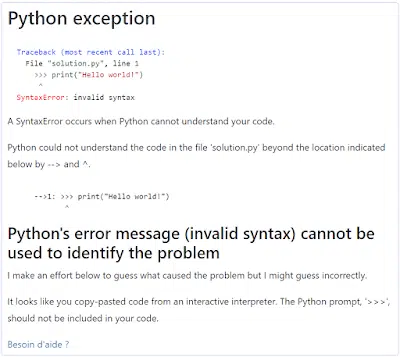 Python exception
Traceback (most recent call last):
File "solution.py", line 1
>>> print("Hello world!")
^
SyntaxError: invalid syntax
A SyntaxError occurs when Python cannot understand your code.
Python could not understand the code in the file 'solution.py' beyond the location indicated
below by --> and ^.
-->1: >>> print("Hello world!")
^
Python's error message (invalid syntax) cannot be
used to identify the problem
I make an effort below to guess what caused the problem but I might guess incorrectly.
It looks like you copy-pasted code from an interactive interpreter. The Python prompt, '>>>',
should not be included in your code.
Besoin d'aide ?